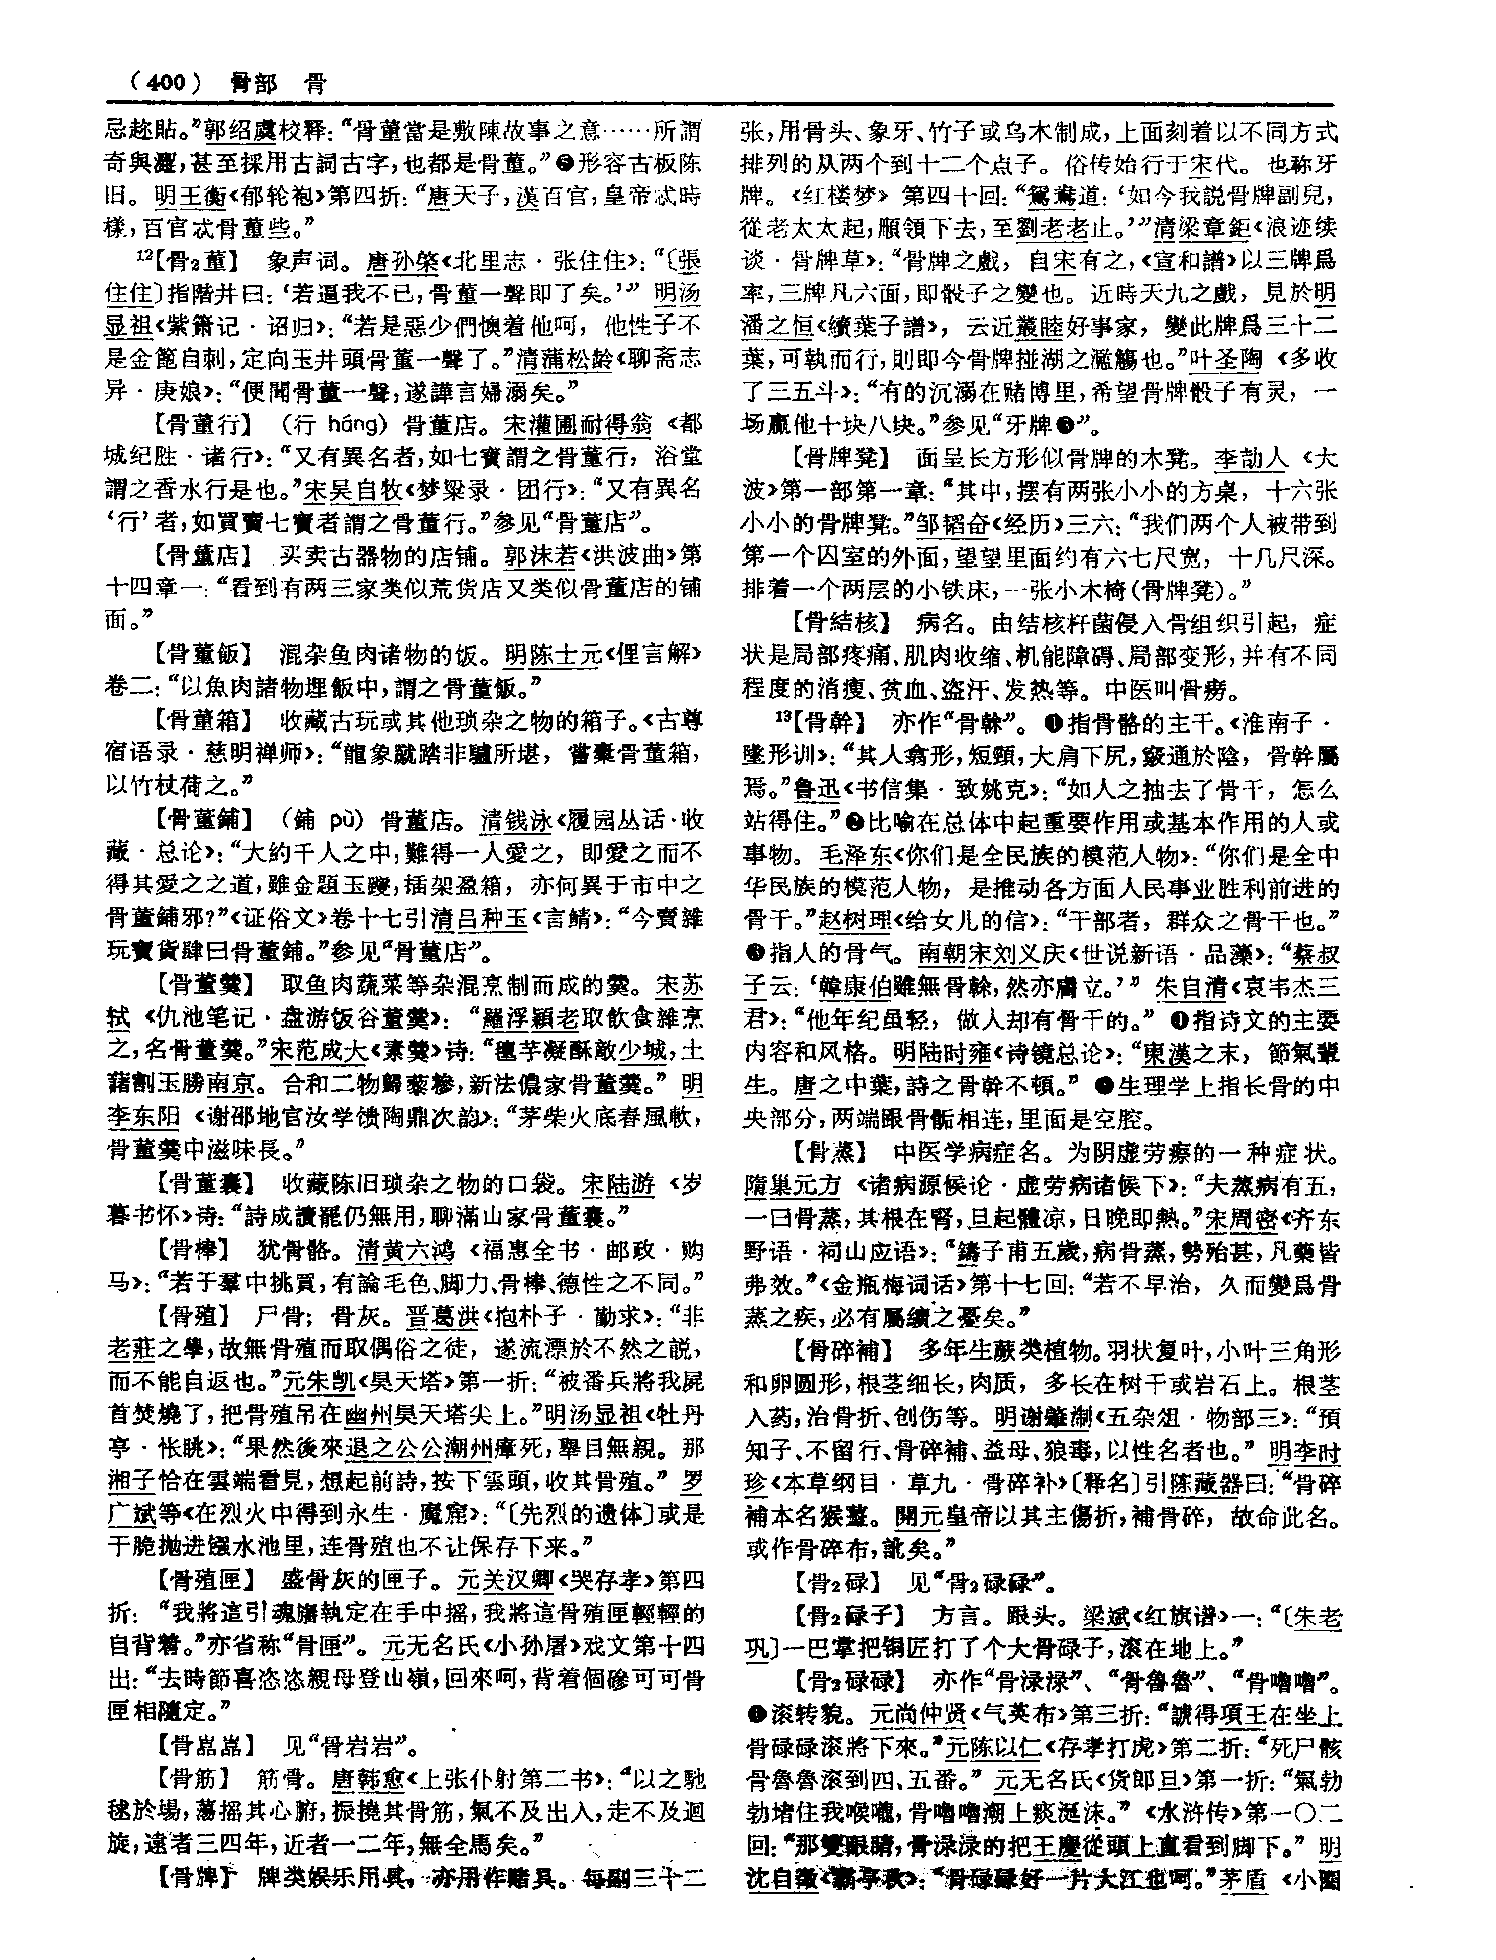 （400） 骨部 骨
忌趁貼。”郭绍虞校释：“骨董當是敷陳故事之意……所謂
奇與澀，甚至採用古詞古字，也都是骨董。”❺形容古板陈
旧。明王衡《郁轮袍》第四折：“唐天子，漢百官，皇帝忒時
樣，百官忒骨董些。”
¹²【骨₂董】 象声词。唐孙棨《北里志·张住住》：“〔張
住住〕指階井曰：‘若逼我不已，骨董一聲即了矣。’” 明汤
显祖《紫箫记·诏归》：“若是惡少們懊着他呵，他性子不
是金篦自刺，定向玉井頭骨董一聲了。”清蒲松龄《聊斋志
异·庚娘》：“便聞骨董一聲，遂譁言婦溺矣。”
【骨董行】 （行 háng）骨董店。宋灌圃耐得翁《都
城纪胜·诸行》：“又有異名者，如七寶謂之骨董行，浴堂
謂之香水行是也。”宋吴自牧《梦粱录·团行》：“又有異名
‘行’者，如買賣七寶者謂之骨董行。”参见“骨董店”。
【骨董店】 买卖古器物的店铺。郭沫若《洪波曲》第
十四章一：“看到有两三家类似荒货店又类似骨董店的铺
面。”
【骨董飯】 混杂鱼肉诸物的饭。明陈士元《俚言解》
卷二：“以魚肉諸物埋飯中，謂之骨董飯。”
【骨董箱】 收藏古玩或其他琐杂之物的箱子。《古尊
宿语录·慈明禅师》：“龍象蹴踏非驢所堪，嘗棄骨董箱，
以竹杖荷之。”
【骨董鋪】 （鋪 pù）骨董店。清钱泳《履园丛话·收
藏·总论》：“大約千人之中，難得一人愛之，即愛之而不
得其愛之之道，雖金題玉躞，插架盈箱，亦何異于市中之
骨董鋪邪？”《证俗文》卷十七引清吕种玉《言鲭》：“今賣雜
玩寶貨肆曰骨董鋪。”参见“骨董店”。
【骨董羹】 取鱼肉蔬菜等杂混烹制而成的羹。宋苏
轼《仇池笔记·盘游饭谷董羹》：“羅浮穎老取飲食雜烹
之，名骨董羹。”宋范成大《素羹》诗：“氊芋凝酥敵少城，土
藷割玉勝南京。合和二物歸藜糝，新法儂家骨董羹。”明
李东阳《谢邵地官汝学馈陶鼎次韵》：“茅柴火底春風軟，
骨董羹中滋味長。”
【骨董囊】 收藏陈旧琐杂之物的口袋。宋陆游《岁
暮书怀》诗：“詩成讀罷仍無用，聊滿山家骨董囊。”
【骨棒】 犹骨骼。清黄六鸿《福惠全书·邮政·购
马》：“若于羣中挑買，有論毛色、脚力、骨棒、德性之不同。”
【骨殖】 尸骨；骨灰。晋葛洪《抱朴子·勤求》：“非
老莊之學，故無骨殖而取偶俗之徒，遂流漂於不然之説，
而不能自返也。”元朱凯《昊天塔》第一折：“被番兵將我屍
首焚燒了，把骨殖吊在幽州昊天塔尖上。”明汤显祖《牡丹
亭·怅眺》：“果然後來退之公公潮州瘴死，舉目無親。那
湘子恰在雲端看見，想起前詩，按下雲頭，收其骨殖。”罗
广斌等《在烈火中得到永生·魔窟》：“〔先烈的遗体〕或是
干脆抛进镪水池里，连骨殖也不让保存下来。”
【骨殖匣】 盛骨灰的匣子。元关汉卿《哭存孝》第四
折：“我將這引魂旛執定在手中摇，我將這骨殖匣輕輕的
自背着。”亦省称“骨匣”。元无名氏《小孙屠》戏文第十四
出：“去時節喜恣恣親母登山嶺，回來呵，背着個磣可可骨
匣相隨定。”
【骨嵓嵓】 见“骨岩岩”。
【骨筋】 筋骨。唐韩愈《上张仆射第二书》：“以之馳
毬於場，蕩摇其心腑，振撓其骨筋，氣不及出入，走不及迴
旋，遠者三四年，近者一二年，無全馬矣。”
【骨牌】 牌类娱乐用具，亦用作赌具。每副三十二
张，用骨头、象牙、竹子或乌木制成，上面刻着以不同方式
排列的从两个到十二个点子。俗传始行于宋代。也称牙
牌。《红楼梦》第四十回：“鴛鴦道：‘如今我説骨牌副兒，
從老太太起，順領下去，至劉老老止。’”清梁章鉅《浪迹续
谈·骨牌草》：“骨牌之戲，自宋有之，《宣和譜》以三牌爲
率，三牌凡六面，即骰子之變也。近時天九之戲，見於明
潘之恒《續葉子譜》，云近叢睦好事家，變此牌爲三十二
葉，可執而行，則即今骨牌掽湖之濫觴也。”叶圣陶《多收
了三五斗》：“有的沉溺在赌博里，希望骨牌骰子有灵，一
场赢他十块八块。”参见“牙牌❸”。
【骨牌凳】 面呈长方形似骨牌的木凳。李劼人《大
波》第一部第一章：“其中，摆有两张小小的方桌，十六张
小小的骨牌凳。”邹韬奋《经历》三六：“我们两个人被带到
第一个囚室的外面，望望里面约有六七尺宽，十几尺深。
排着一个两层的小铁床，一张小木椅（骨牌凳）。”
【骨结核】 病名。由结核杆菌侵入骨组织引起，症
状是局部疼痛、肌肉收缩、机能障碍、局部变形，并有不同
程度的消瘦、贫血、盗汗、发热等。中医叫骨痨。
¹³【骨幹】 亦作“骨榦”。❶指骨骼的主干。《淮南子·
墬形训》：“其人翕形，短頸，大肩下尻，竅通於陰，骨幹屬
焉。”鲁迅《书信集·致姚克》：“如人之抽去了骨干，怎么
站得住。”❷比喻在总体中起重要作用或基本作用的人或
事物。毛泽东《你们是全民族的模范人物》：“你们是全中
华民族的模范人物，是推动各方面人民事业胜利前进的
骨干。”赵树理《给女儿的信》：“干部者，群众之骨干也。”
❸指人的骨气。南朝宋刘义庆《世说新语·品藻》：“蔡叔
子云：‘韓康伯雖無骨榦，然亦膚立。’” 朱自清《哀韦杰三
君》：“他年纪虽轻，做人却有骨干的。”❹指诗文的主要
内容和风格。明陆时雍《诗镜总论》：“東漢之末，節氣輩
生。唐之中葉，詩之骨幹不頓。”❺生理学上指长骨的中
央部分，两端跟骨骺相连，里面是空腔。
【骨蒸】 中医学病症名。为阴虚劳瘵的一种症状。
隋巢元方《诸病源候论·虚劳病诸候下》：“夫蒸病有五，
一曰骨蒸，其根在腎，旦起體凉，日晚即熱。”宋周密《齐东
野语·祠山应语》：“鑄子甫五歲，病骨蒸，勢殆甚，凡藥皆
弗效。”《金瓶梅词话》第十七回：“若不早治，久而變爲骨
蒸之疾，必有屬纊之憂矣。”
【骨碎補】 多年生蕨类植物。羽状复叶，小叶三角形
和卵圆形，根茎细长，肉质，多长在树干或岩石上。根茎
入药，治骨折、创伤等。明谢肇淛《五杂俎·物部三》：“預
知子、不留行、骨碎補、益母、狼毒，以性名者也。”明李时
珍《本草纲目·草九·骨碎补》〔释名〕引陈藏器曰：“骨碎
補本名猴薑。開元皇帝以其主傷折，補骨碎，故命此名。
或作骨碎布，訛矣。”
【骨₂碌】 见“骨₂碌碌”。
【骨₂碌子】 方言。跟头。梁斌《红旗谱》一：“〔朱老
巩〕一巴掌把铜匠打了个大骨碌子，滚在地上。”
【骨₂碌碌】 亦作“骨渌渌”、“骨魯魯”、“骨嚕嚕”。
❶滚转貌。元尚仲贤《气英布》第三折：“諕得項王在坐上
骨碌碌滚將下來。”元陈以仁《存孝打虎》第二折：“死尸骸
骨魯魯滚到四、五番。”元无名氏《货郎旦》第一折：“氣勃
勃堵住我喉嚨，骨嚕嚕潮上痰涎沫。”《水浒传》第一〇二
回：“那雙眼睛，骨渌渌的把王慶從頭上直看到脚下。”明
沈自徵《霸亭秋》：“骨碌碌好一片大江也呵。”茅盾《小圈